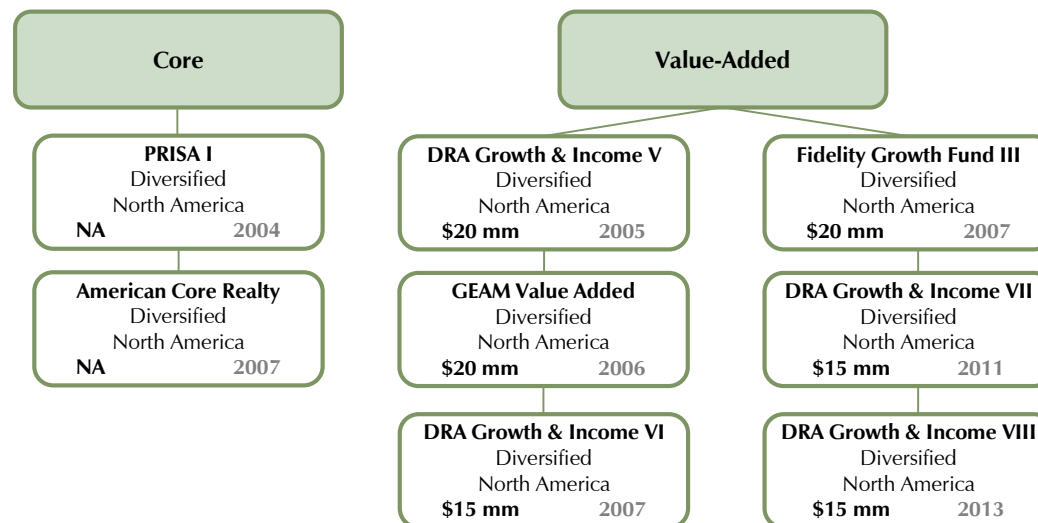 Core
PRISA I
Diversified
North America
NA 2004
American Core Realty
Diversified
North America
NA 2007
Value-Added
DRA Growth & Income V
Diversified
North America
$20 mm 2005
GEAM Value Added
Diversified
North America
$20 mm 2006
DRA Growth & Income VI
Diversified
North America
$15 mm 2007
Fidelity Growth Fund III
Diversified
North America
$20 mm 2007
DRA Growth & Income VII
Diversified
North America
$15 mm 2011
DRA Growth & Income VIII
Diversified
North America
$15 mm 2013